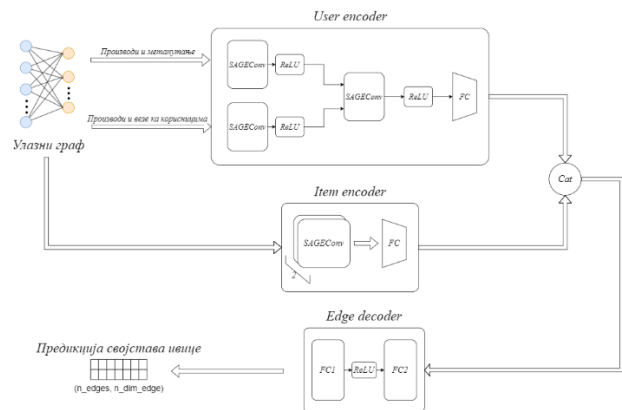 User encoder
Производи и метапутање
SAGEConv
ReLU
SAGEConv
ReLU
FC
Производи и везе ка корисницима
SAGEConv
ReLU
Улазни граф
Cat
Item encoder
SAGEConv
FC
2
Edge decoder
Предикција својстава ивице
FC1
ReLU
FC2
(n_edges, n_dim_edge)